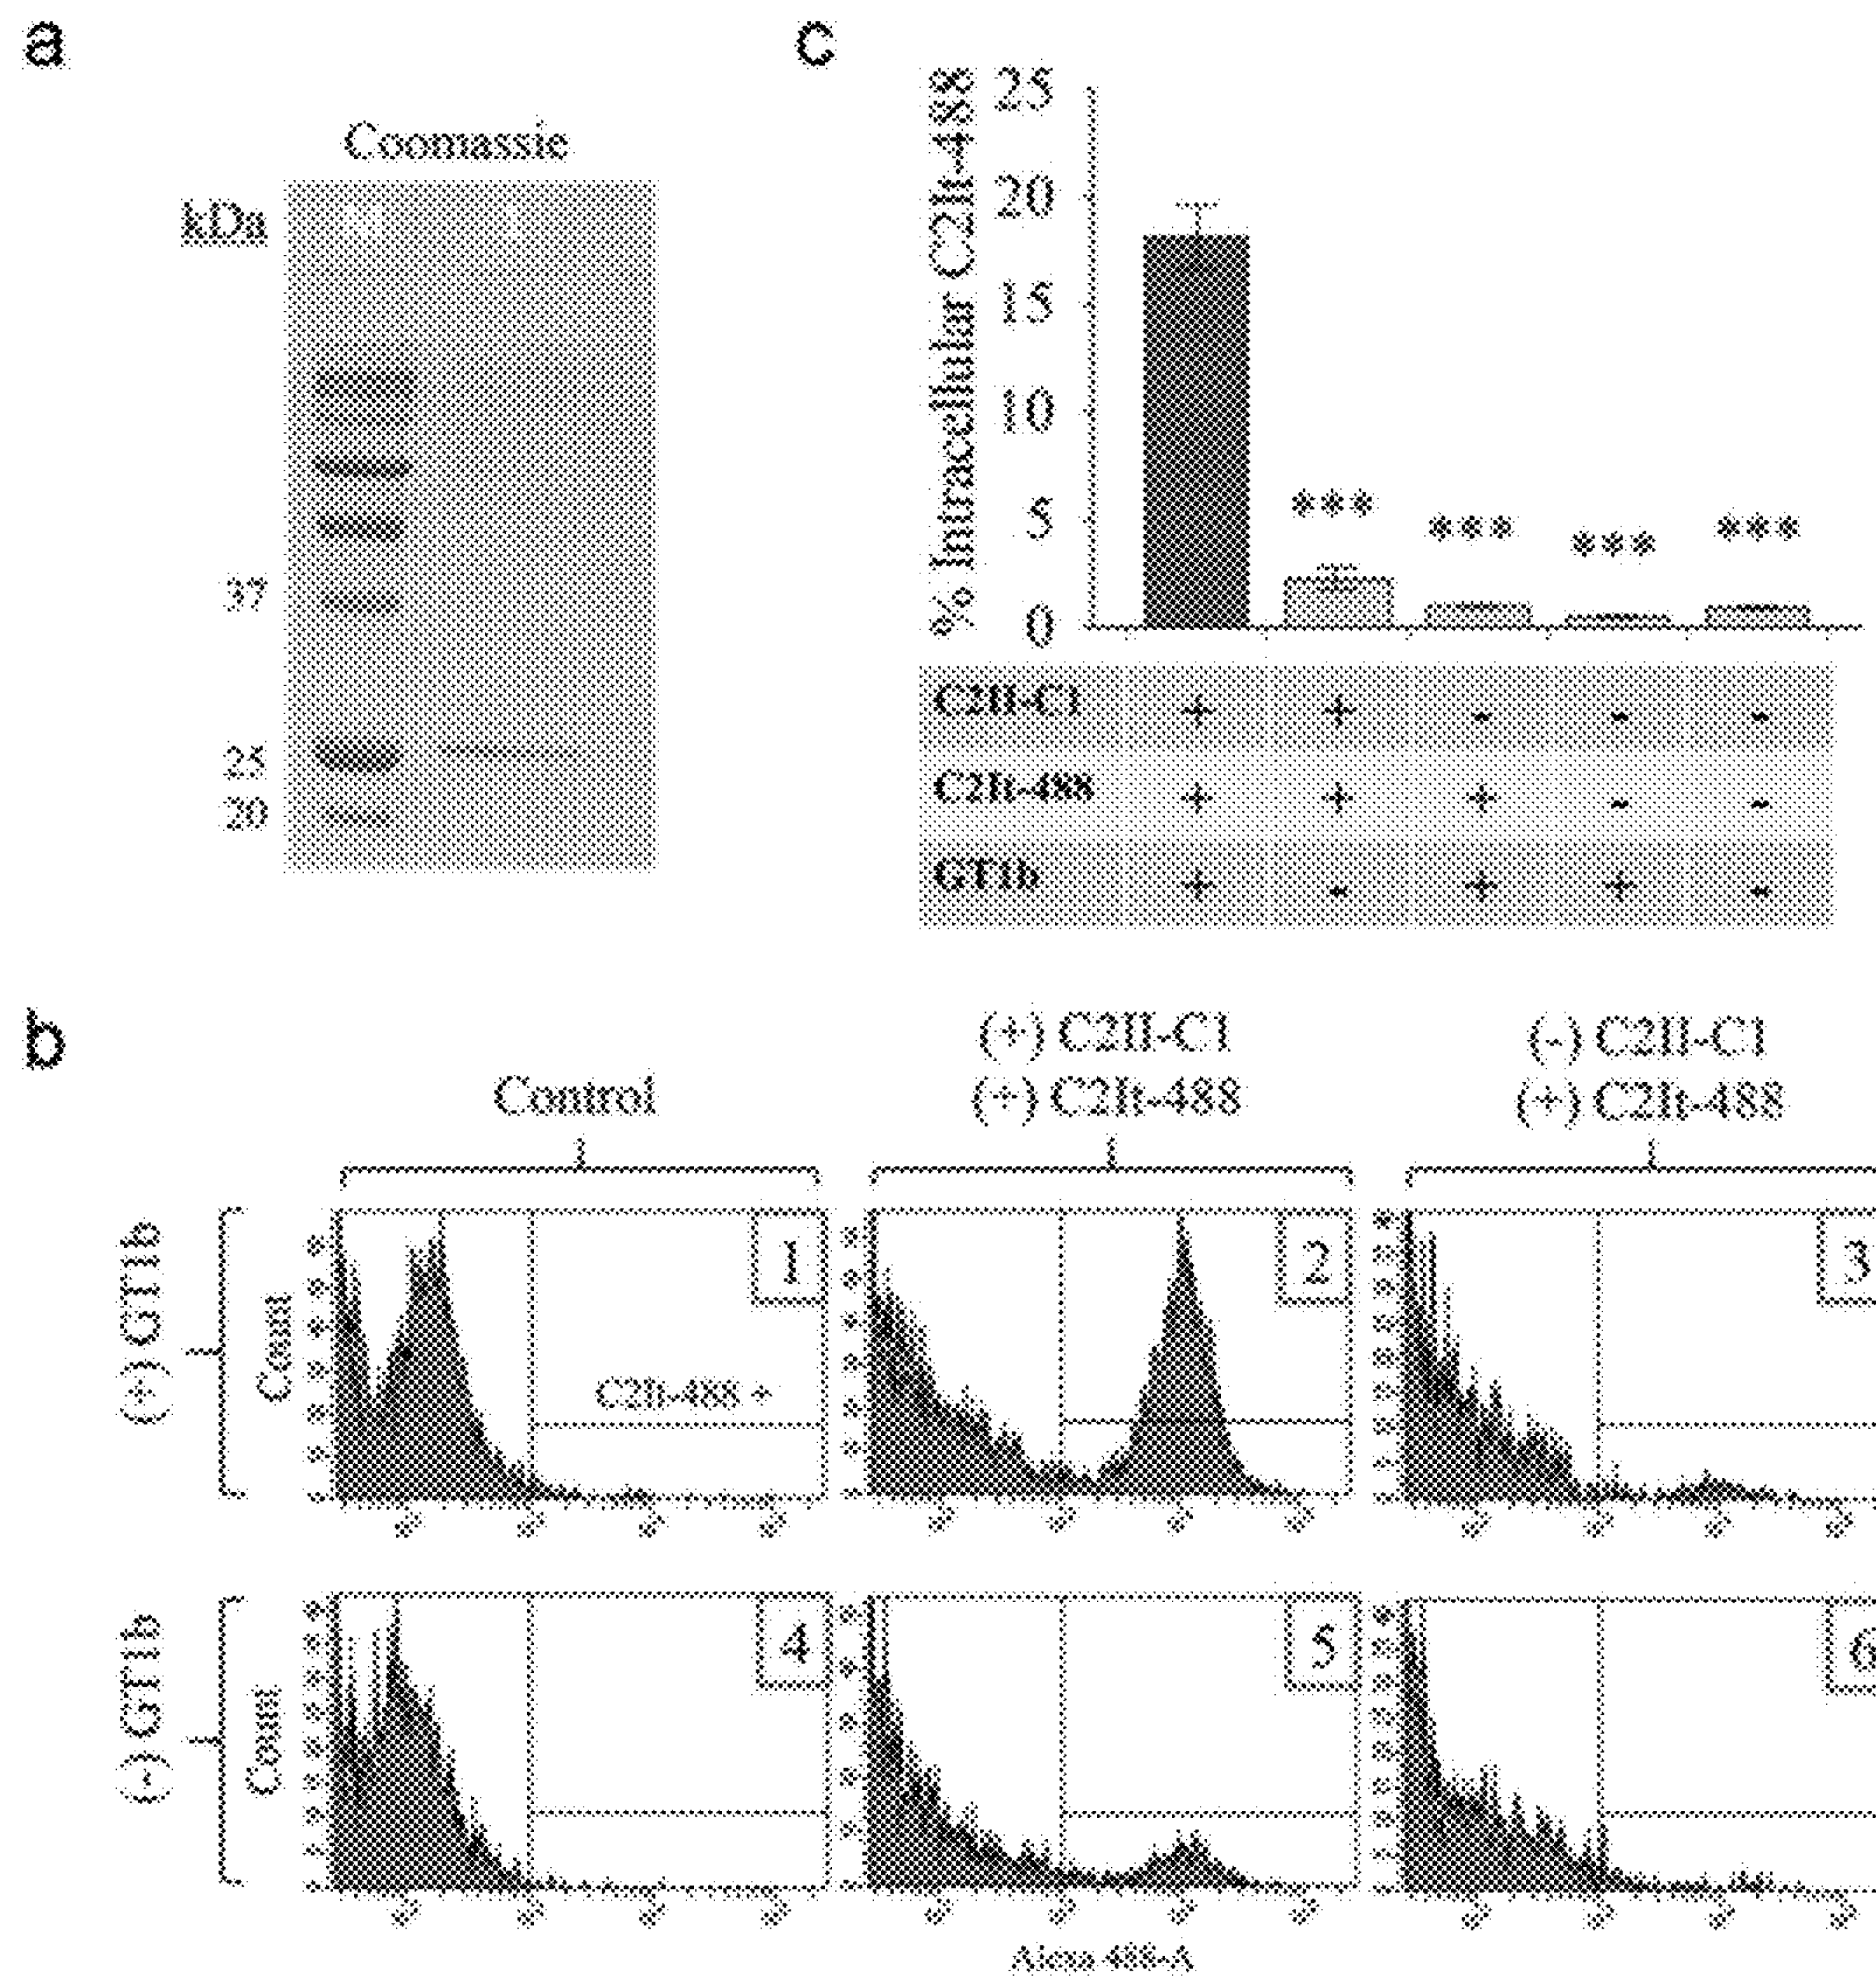 a
Coomassie
kDa
37
25
20
c
% Intracellular C2It-488
25
20
15
10
5
0
***
***
***
***
C2II-C1 + + - - -
C2It-488 + + + - -
GT1b + - + + -
b
Control
(+) C2II-C1
(+) C2It-488
(-) C2II-C1
(+) C2It-488
(+) GT1b
Count
1
C2It-488 +
2
3
(-) GT1b
Count
4
5
6
Alexa 488-A